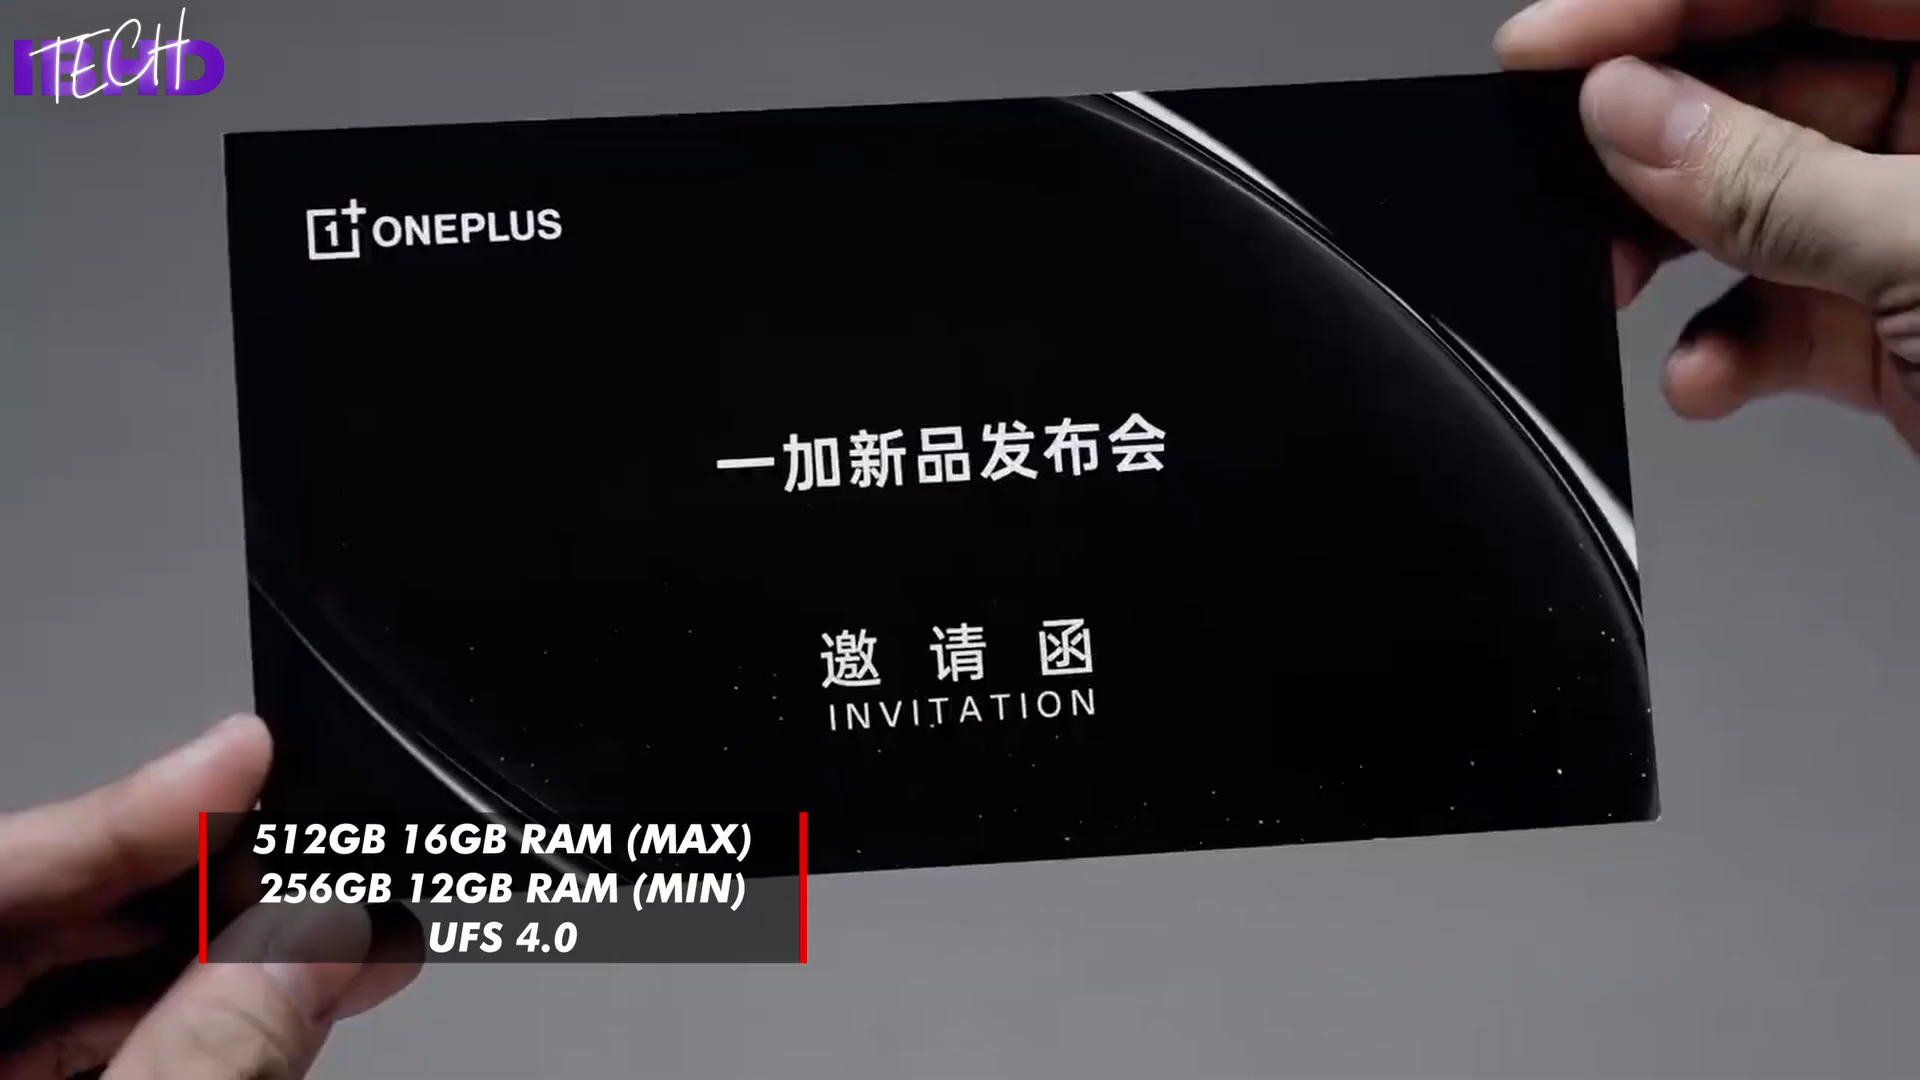 TECH
ONEPLUS
一加新品发布会
邀请函
INVITATION
512GB 16GB RAM (MAX)
256GB 12GB RAM (MIN)
UFS 4.0